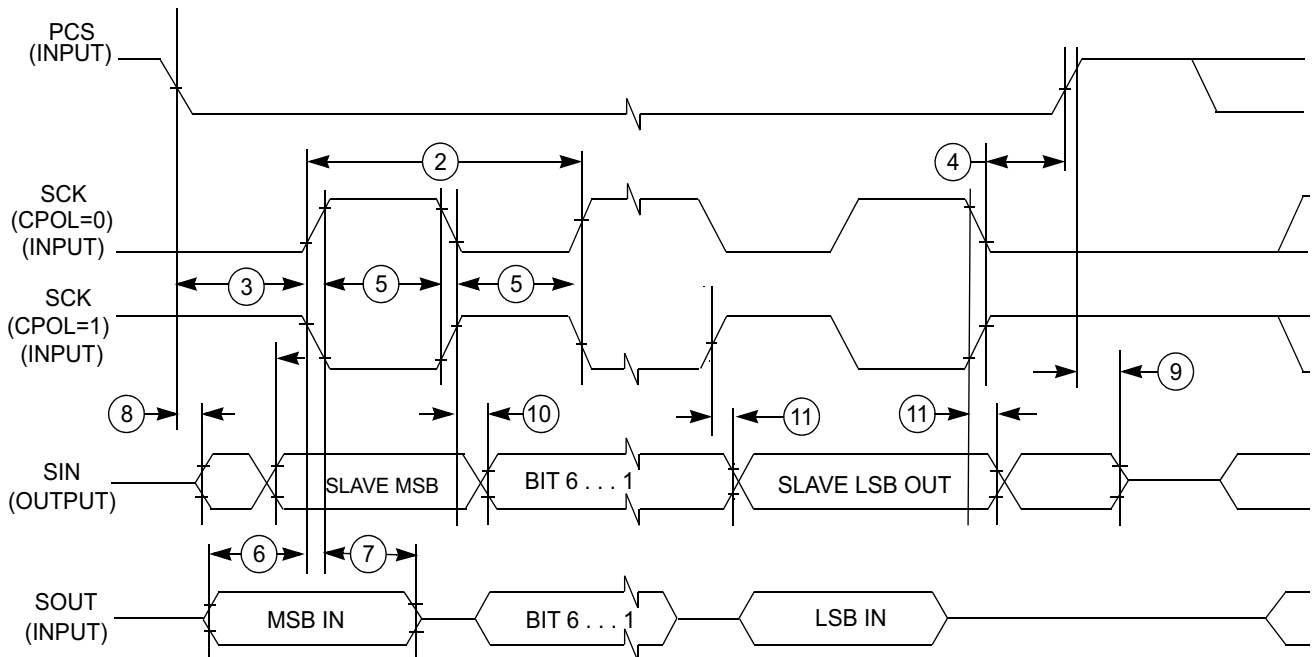 PCS
(INPUT)
2
4
SCK
(CPOL=0)
(INPUT)
3
5
5
SCK
(CPOL=1)
(INPUT)
9
8
10
11
11
SIN
(OUTPUT)
SLAVE MSB
BIT 6 . . . 1
SLAVE LSB OUT
6
7
SOUT
(INPUT)
MSB IN
BIT 6 . . . 1
LSB IN